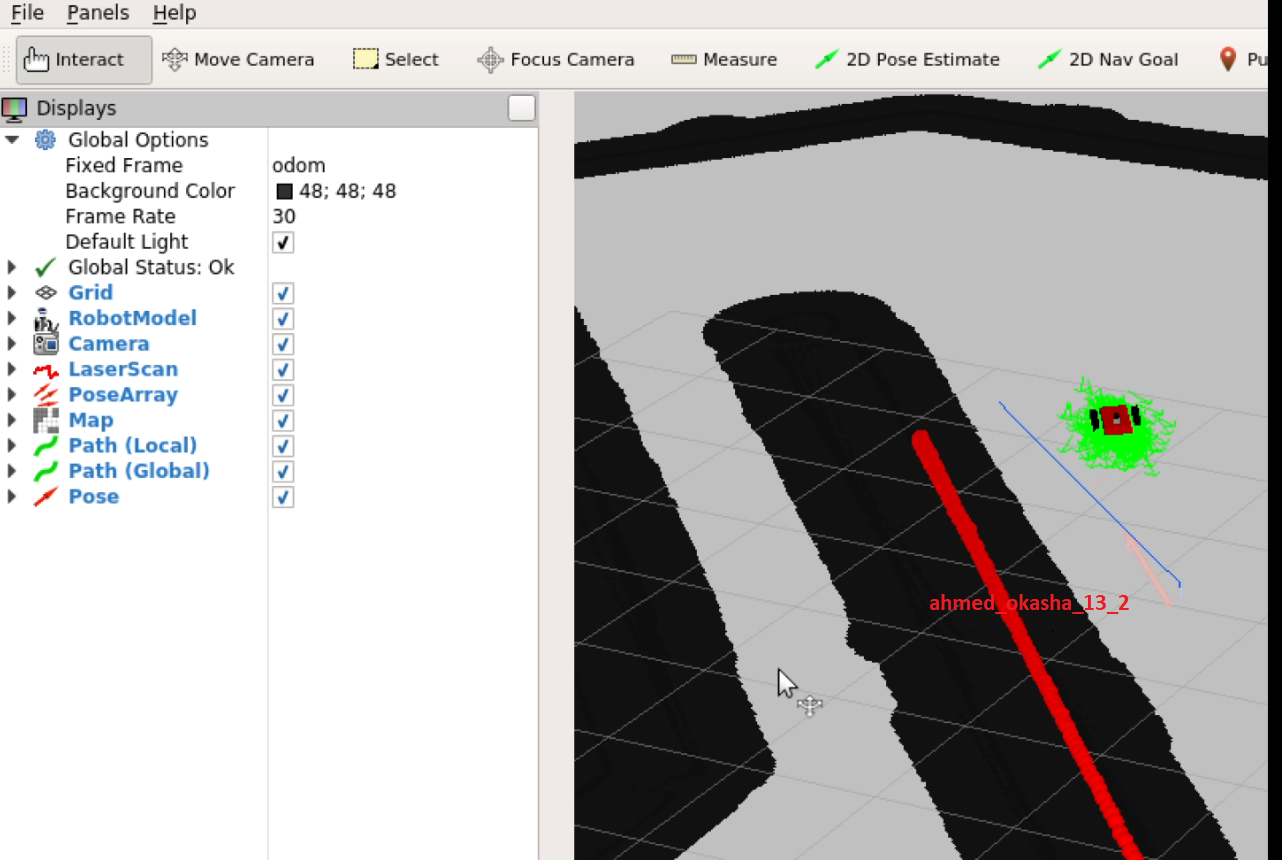 File Panels Help
Interact Move Camera Select Focus Camera Measure 2D Pose Estimate 2D Nav Goal
Displays
Global Options
Fixed Frame odom
Background Color 48; 48; 48
Frame Rate 30
Default Light
Global Status: Ok
Grid
RobotModel
Camera
LaserScan
PoseArray
Map
Path (Local)
Path (Global)
Pose
ahmed_okasha_13_2